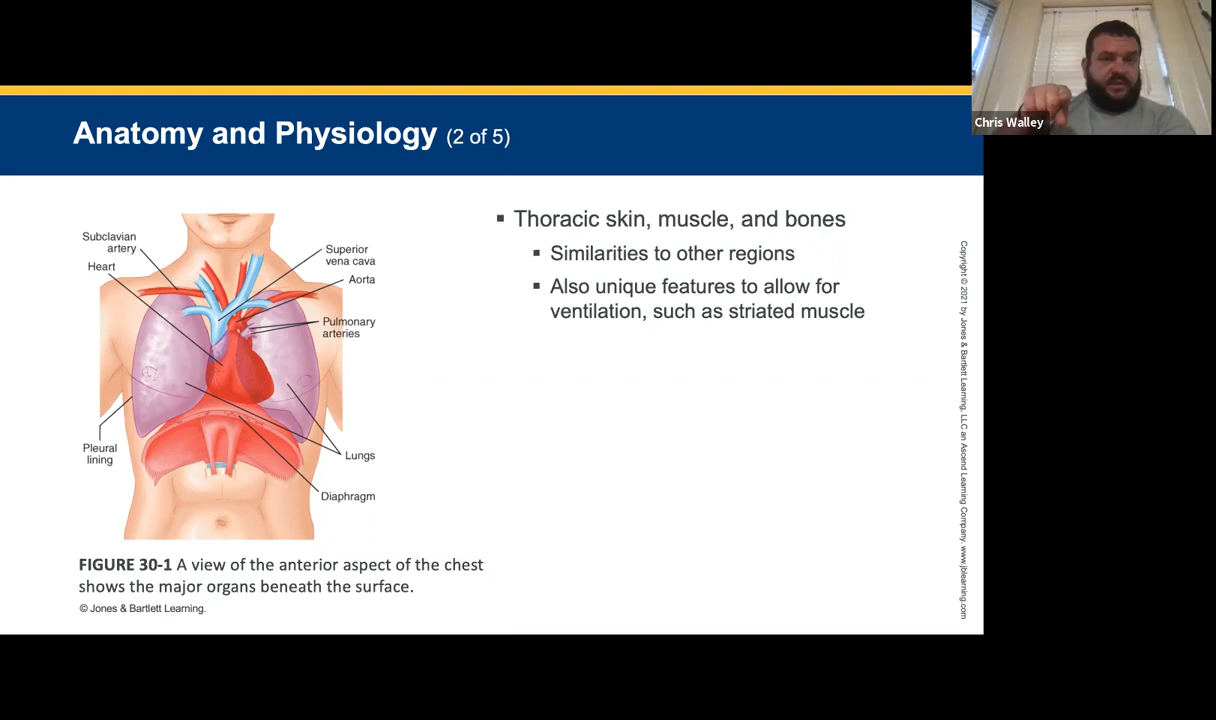 Chris Walley
Anatomy and Physiology (2 of 5)
Subclavian
artery
Heart
Superior
vena cava
Aorta
Pulmonary
arteries
Pleural
lining
Lungs
Diaphragm
FIGURE 30-1 A view of the anterior aspect of the chest
shows the major organs beneath the surface.
© Jones & Bartlett Learning.
▪ Thoracic skin, muscle, and bones
▪ Similarities to other regions
▪ Also unique features to allow for
ventilation, such as striated muscle
Copyright © 2021 by Jones & Bartlett Learning, LLC an Ascend Learning Company. www.jblearning.com